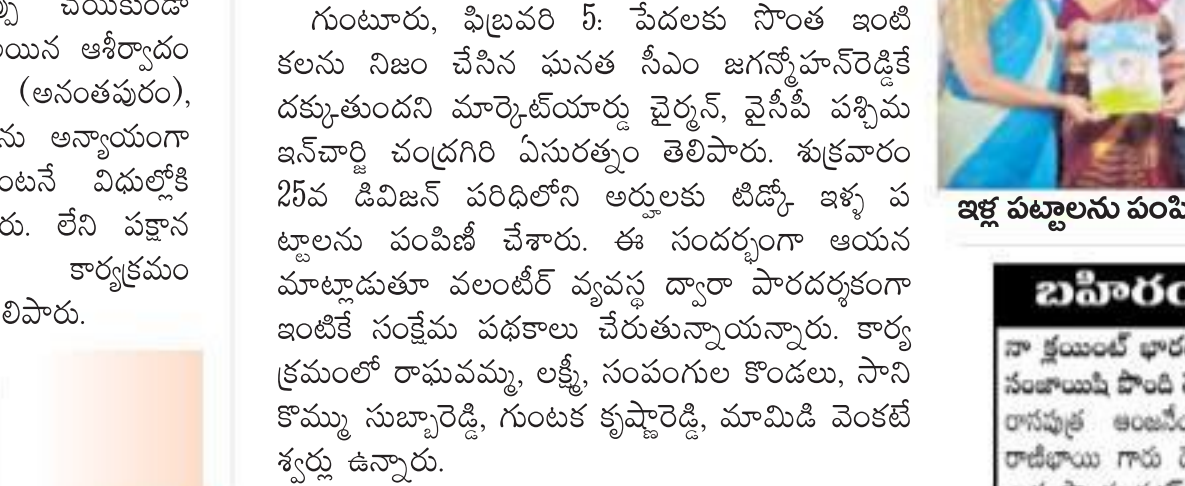 చేయకుండా
ఆశీర్వాదం
(అనంతపురం),
ను అన్యాయంగా
విధుల్లోకి
రు. లేని పక్షాన
కార్యక్రమం
గుంటూరు, ఫిబ్రవరి 5: పేదలకు సొంత ఇంటి
కలను నిజం చేసిన ఘనత సీఎం జగన్మోహన్‌రెడ్డికే
దక్కుతుందని మార్కెట్‌యార్డు చైర్మన్, వైసీపీ పశ్చిమ
ఇన్‌చార్జి చంద్రగిరి ఏసురత్నం తెలిపారు. శుక్రవారం
25వ డివిజన్ పరిధిలోని అర్హులకు టిడ్కో ఇళ్ళ ప
ట్టాలను పంపిణీ చేశారు. ఈ సందర్భంగా ఆయన
మాట్లాడుతూ వలంటీర్ వ్యవస్థ ద్వారా పారదర్శకంగా
ఇంటికే సంక్షేమ పథకాలు చేరుతున్నాయన్నారు. కార్య
క్రమంలో రాఘవమ్మ, లక్ష్మీ, సంపంగుల కొండలు, సాని
కొమ్ము సుబ్బారెడ్డి, గుంటక కృష్ణారెడ్డి, మామిడి వెంకటే
శ్వర్లు ఉన్నారు.
ఇళ్ల పట్టాలను
నా క్లయింట్
పొంది
గారు